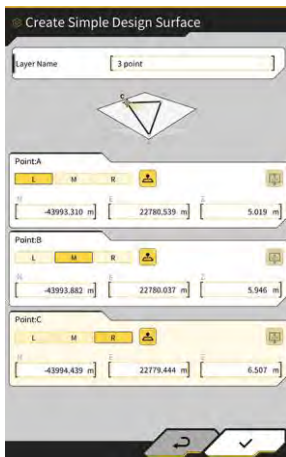 Create Simple Design Surface
Layer Name [ 3 point ]
C
Point:A
L M R
N E Z
[ -43993.310 m] [ 22780.539 m] [ 5.019 m]
Point:B
L M R
N E Z
[ -43993.882 m] [ 22780.037 m] [ 5.946 m]
Point:C
L M R
N E Z
[ -43994.439 m] [ 22779.444 m] [ 6.507 m]